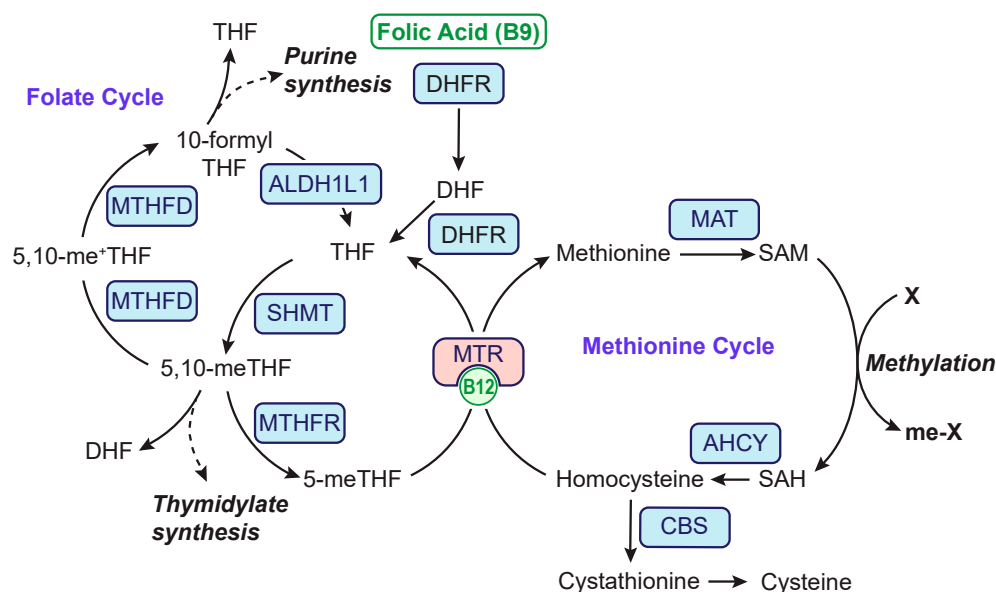 THF
Folic Acid (B9)
Purine
synthesis
DHFR
Folate Cycle
10-formyl
THF
ALDH1L1
DHF
MTHFD
MAT
DHFR
5,10-me⁺THF
THF
Methionine
SAM
MTHFD
SHMT
X
MTR
Methionine Cycle
B12
Methylation
5,10-meTHF
MTHFR
me-X
DHF
AHCY
5-meTHF
Homocysteine
SAH
Thymidylate
synthesis
CBS
Cystathionine
Cysteine